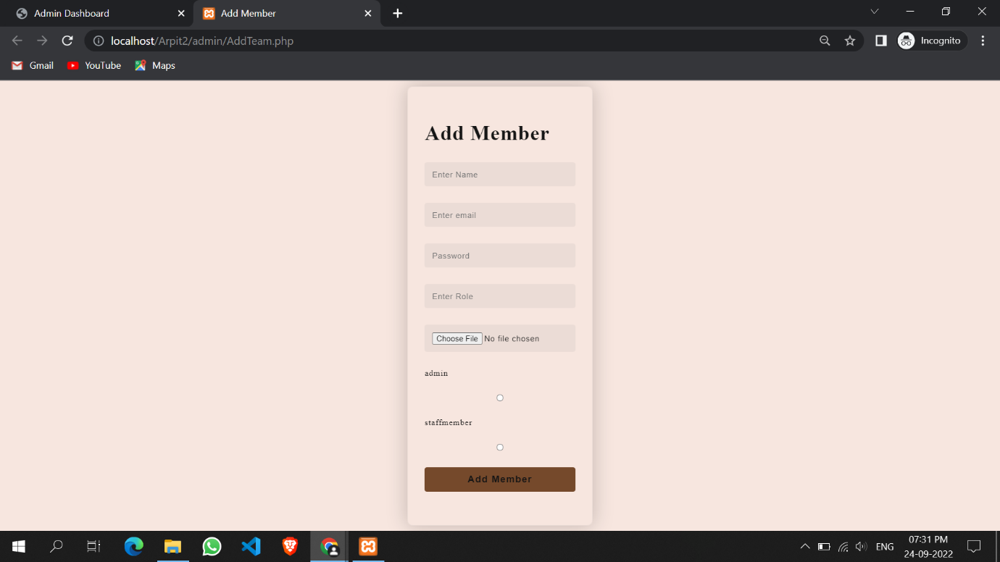 Admin Dashboard
Add Member
localhost/Arpit2/admin/AddTeam.php
Incognito
Gmail
YouTube
Maps
Add Member
Enter Name
Enter email
Password
Enter Role
Choose File No file chosen
admin
staffmember
Add Member
ENG
07:31 PM
24-09-2022